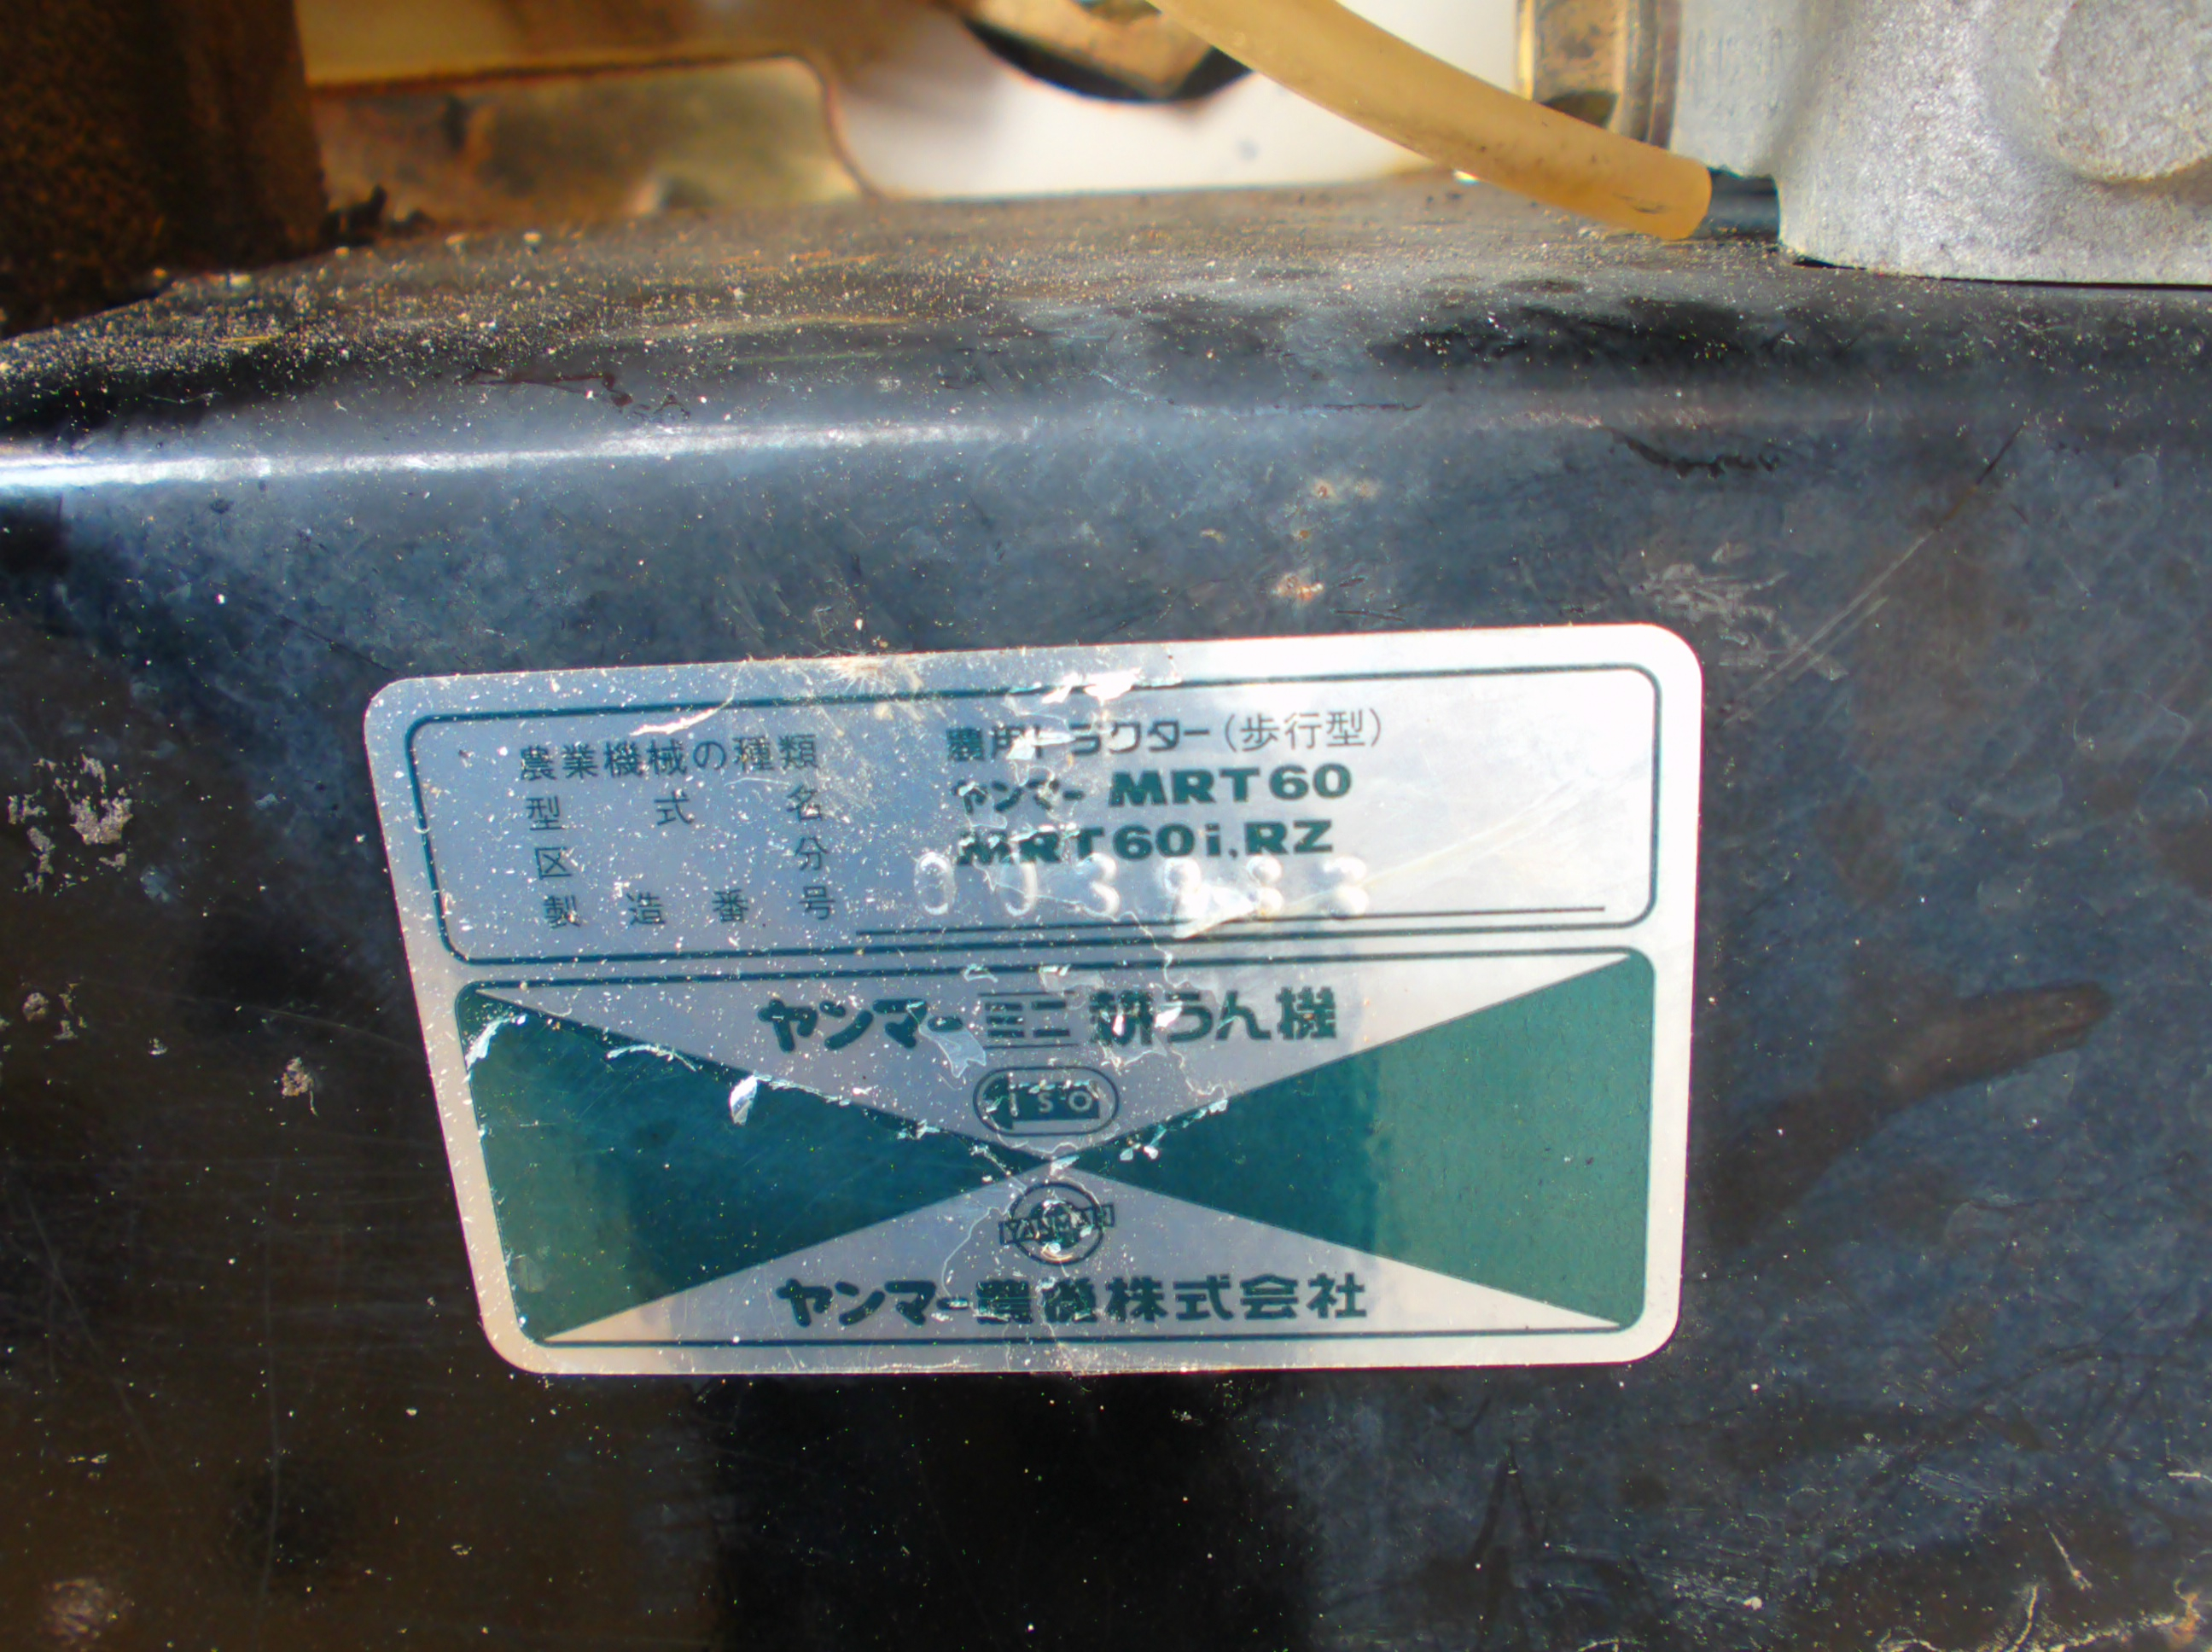 農業機械の種類 農用トラクター(歩行型)
型式名 ヤンマー MRT60
区分 MRT60i,RZ
製造番号
ヤンマーミニ耕うん機
iso
YANMAR
ヤンマー農機株式会社